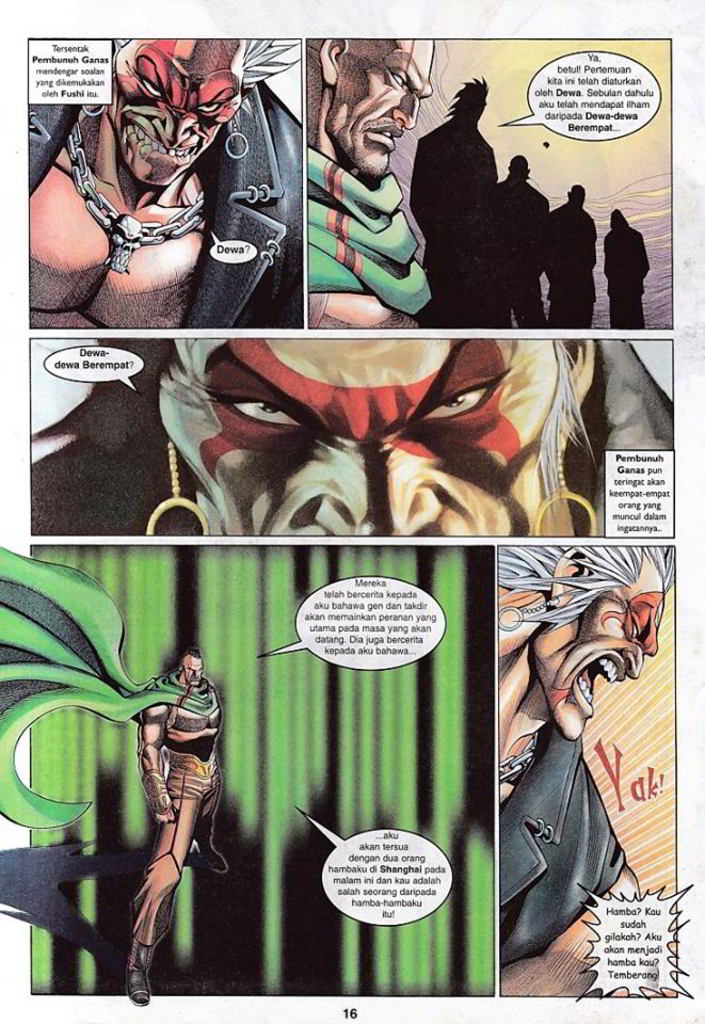 Tersentak
Pembunuh Ganas
mendengar soalan
yang dikemukakan
oleh Fushi itu.
Dewa?
Ya,
betul! Pertemuan
kita ini telah diaturkan
oleh Dewa. Sebulan dahulu
aku telah mendapat ilham
daripada Dewa-dewa
Berempat...
Dewa-
dewa Berempat?
Pembunuh
Ganas pun
teringat akan
keempat-empat
orang yang
muncul dalam
ingatannya..
Mereka
telah bercerita kepada
aku bahawa gen dan takdir
akan memainkan peranan yang
utama pada masa yang akan
datang. Dia juga bercerita
kepada aku bahawa...
...aku
akan tersua
dengan dua orang
hambaku di Shanghai pada
malam ini dan kau adalah
salah seorang daripada
hamba-hambaku
itu!
Yak!
Hamba? Kau
sudah
gilakah? Aku
akan menjadi
hamba kau?
Temberang!
16